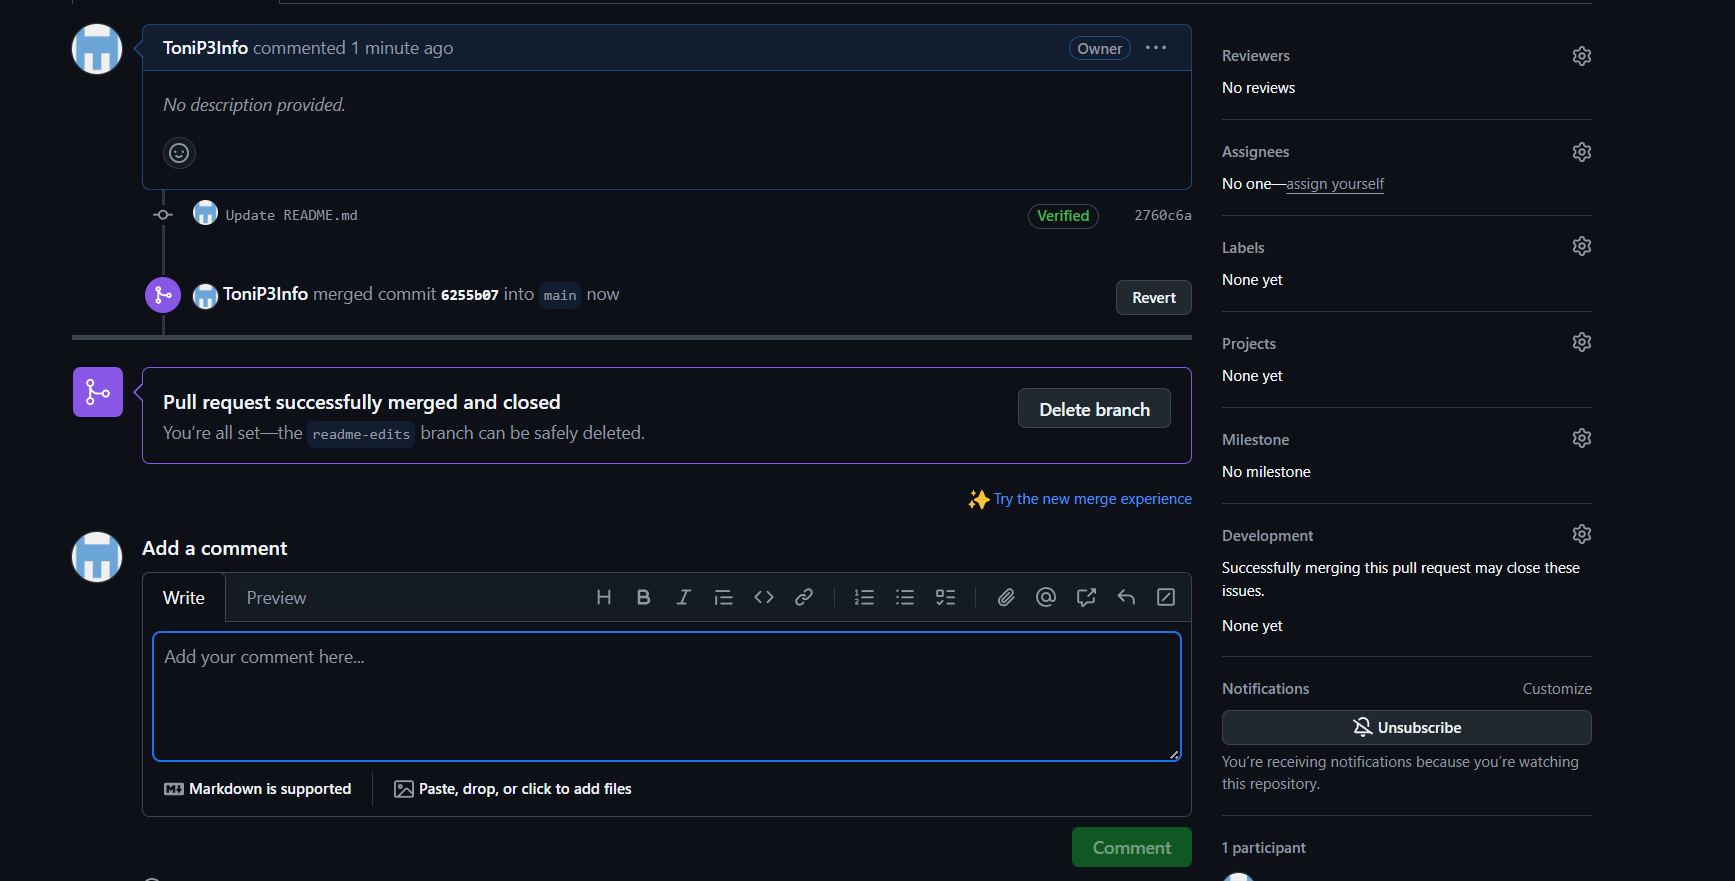 ToniP3Info commented 1 minute ago
Owner
No description provided.
Update README.md
Verified
2760c6a
ToniP3Info merged commit 6255b07 into main now
Revert
Pull request successfully merged and closed
You're all set—the readme-edits branch can be safely deleted.
Delete branch
Try the new merge experience
Add a comment
Write
Preview
Add your comment here...
Markdown is supported
Paste, drop, or click to add files
Comment
Reviewers
No reviews
Assignees
No one—assign yourself
Labels
None yet
Projects
None yet
Milestone
No milestone
Development
Successfully merging this pull request may close these
issues.
None yet
Notifications
Customize
Unsubscribe
You're receiving notifications because you're watching
this repository.
1 participant